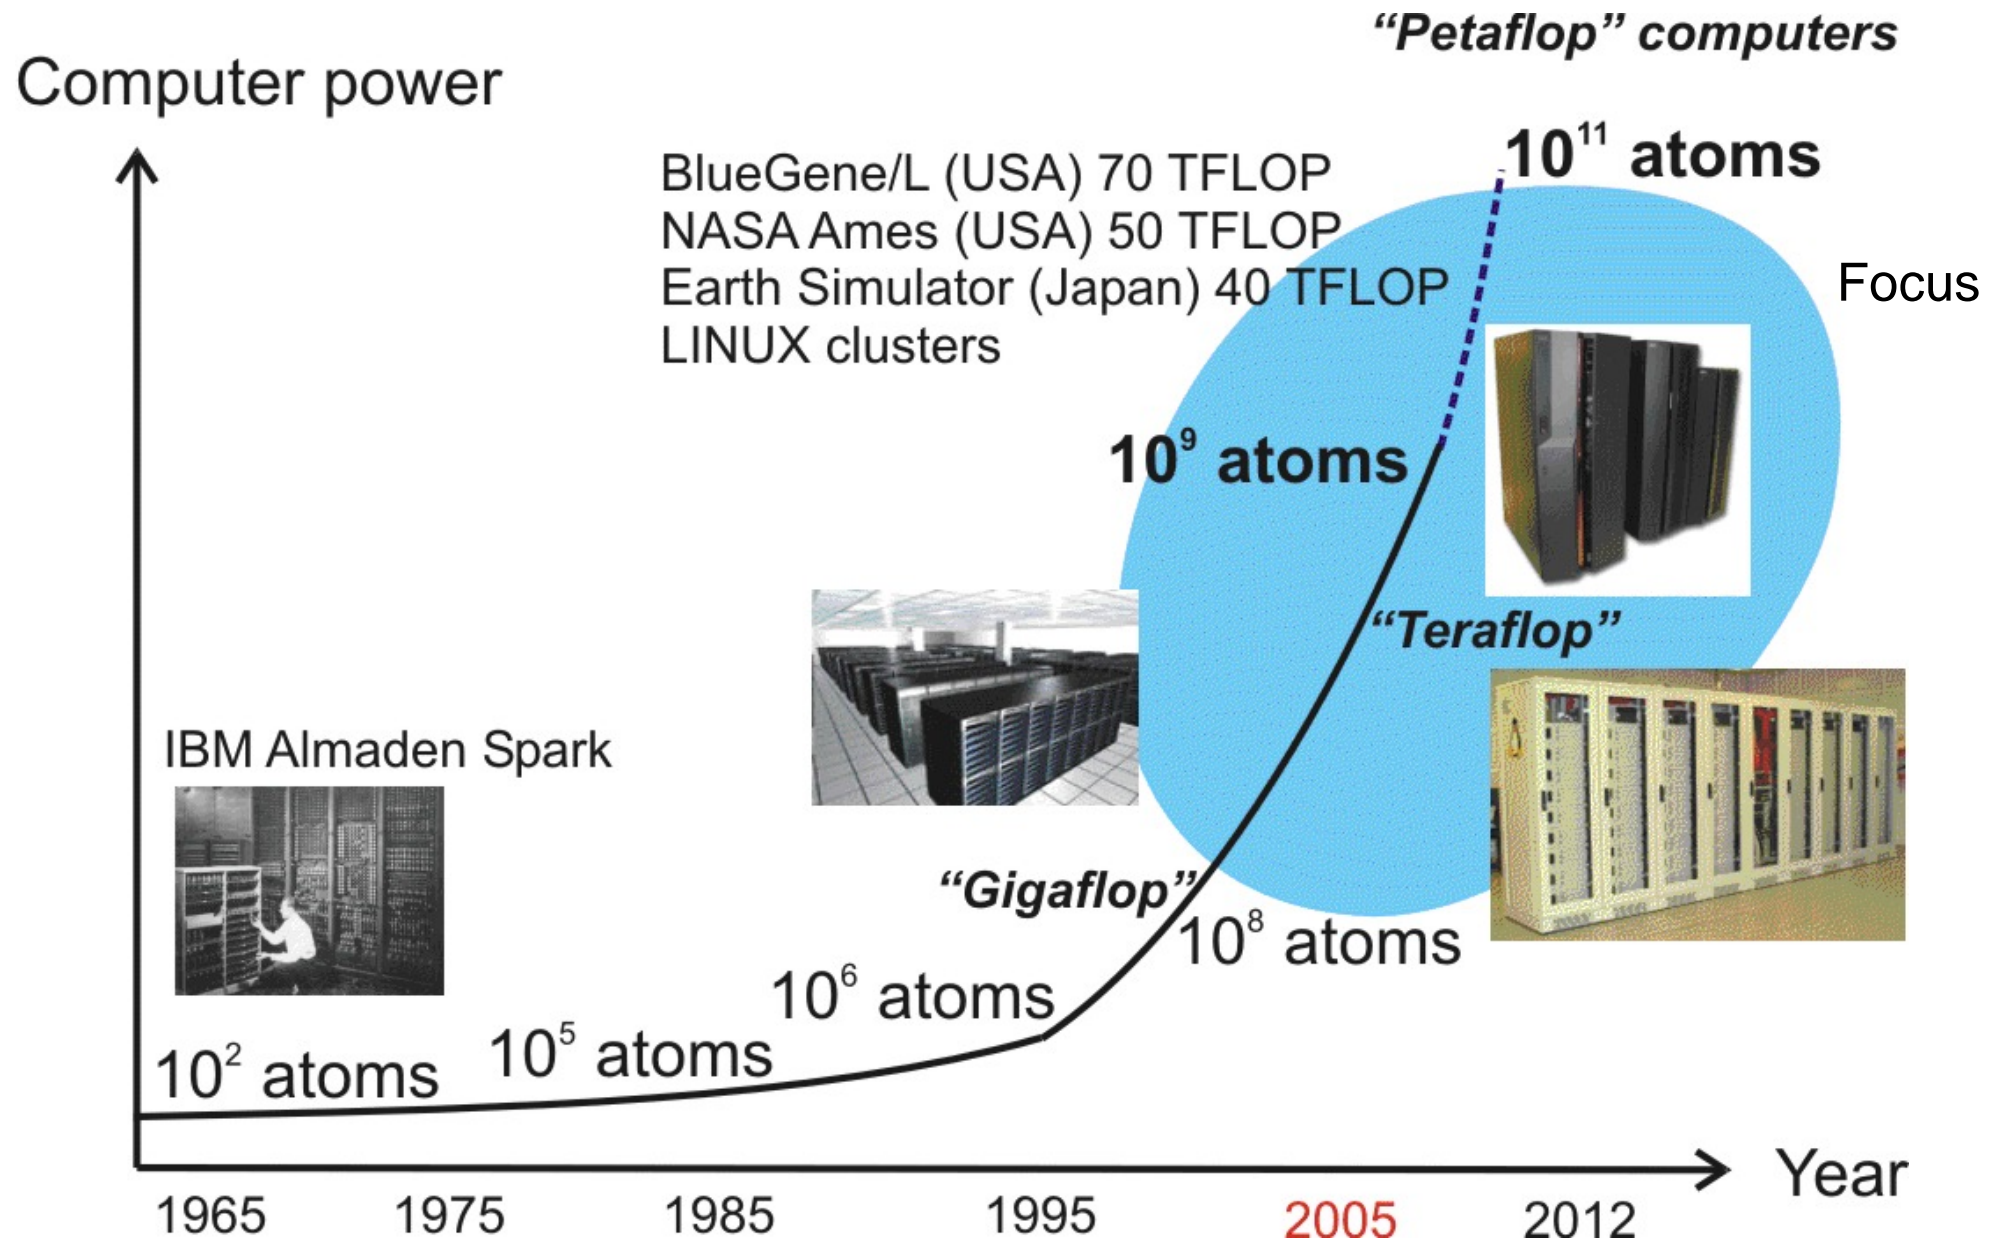 “Petaflop” computers
Computer power
10¹¹ atoms
BlueGene/L (USA) 70 TFLOP
NASA Ames (USA) 50 TFLOP
Earth Simulator (Japan) 40 TFLOP
LINUX clusters
Focus
10⁹ atoms
“Teraflop”
IBM Almaden Spark
“Gigaflop”
10⁸ atoms
10⁶ atoms
10⁵ atoms
10² atoms
Year
1965 1975 1985 1995 2005 2012